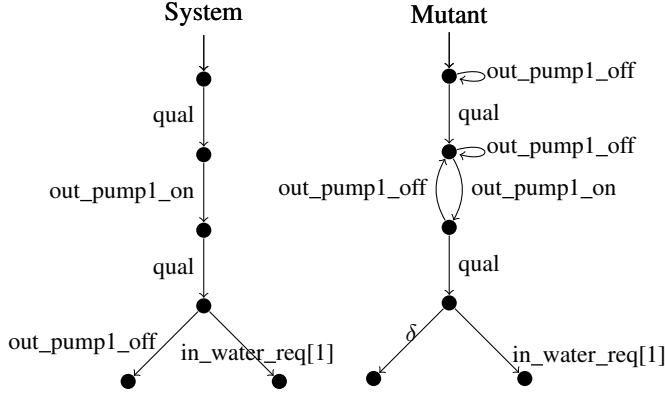 System
Mutant
out_pump1_off
qual
qual
out_pump1_off
out_pump1_on
out_pump1_off
out_pump1_on
qual
qual
out_pump1_off
in_water_req[1]
δ
in_water_req[1]